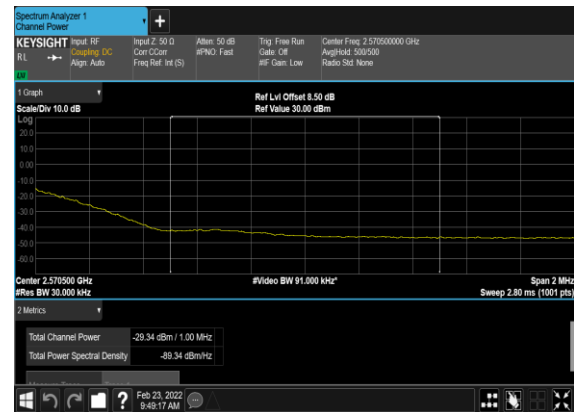 Spectrum Analyzer 1
Channel Power
+
KEYSIGHT Input: RF Input Z: 50 Ω Atten: 50 dB Trig: Free Run Center Freq: 2.570500000 GHz
RL Coupling: DC Corr CCorr #PNO: Fast Gate: Off Avg|Hold: 500/500
Align: Auto Freq Ref: Int (S) #IF Gain: Low Radio Std: None
1 Graph Ref Lvl Offset 8.50 dB
Scale/Div 10.0 dB Ref Value 30.00 dBm
Log
20.0
10.0
0.00
-10.0
-20.0
-30.0
-40.0
-50.0
-60.0
Center 2.570500 GHz #Video BW 91.000 kHz* Span 2 MHz
#Res BW 30.000 kHz Sweep 2.80 ms (1001 pts)
2 Metrics
Total Channel Power -29.34 dBm / 1.00 MHz
Total Power Spectral Density -89.34 dBm/Hz
? Feb 23, 2022
9:49:17 AM